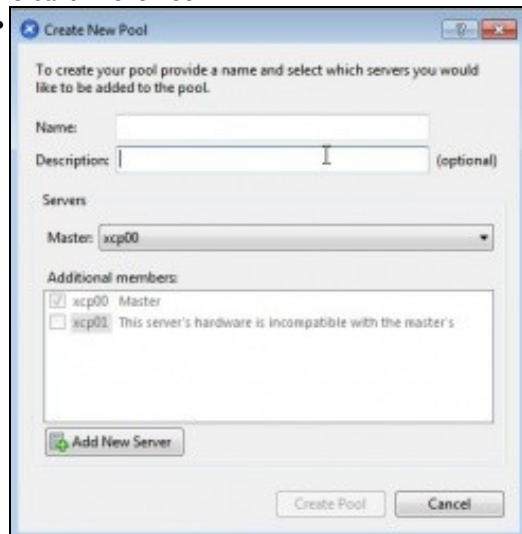 Create New Pool
To create your pool provide a name and select which servers you would
like to be added to the pool.
Name:
Description:
(optional)
Servers
Master: xcp00
Additional members:
xcp00 Master
xcp01 This server's hardware is incompatible with the master's
Add New Server
Create Pool
Cancel